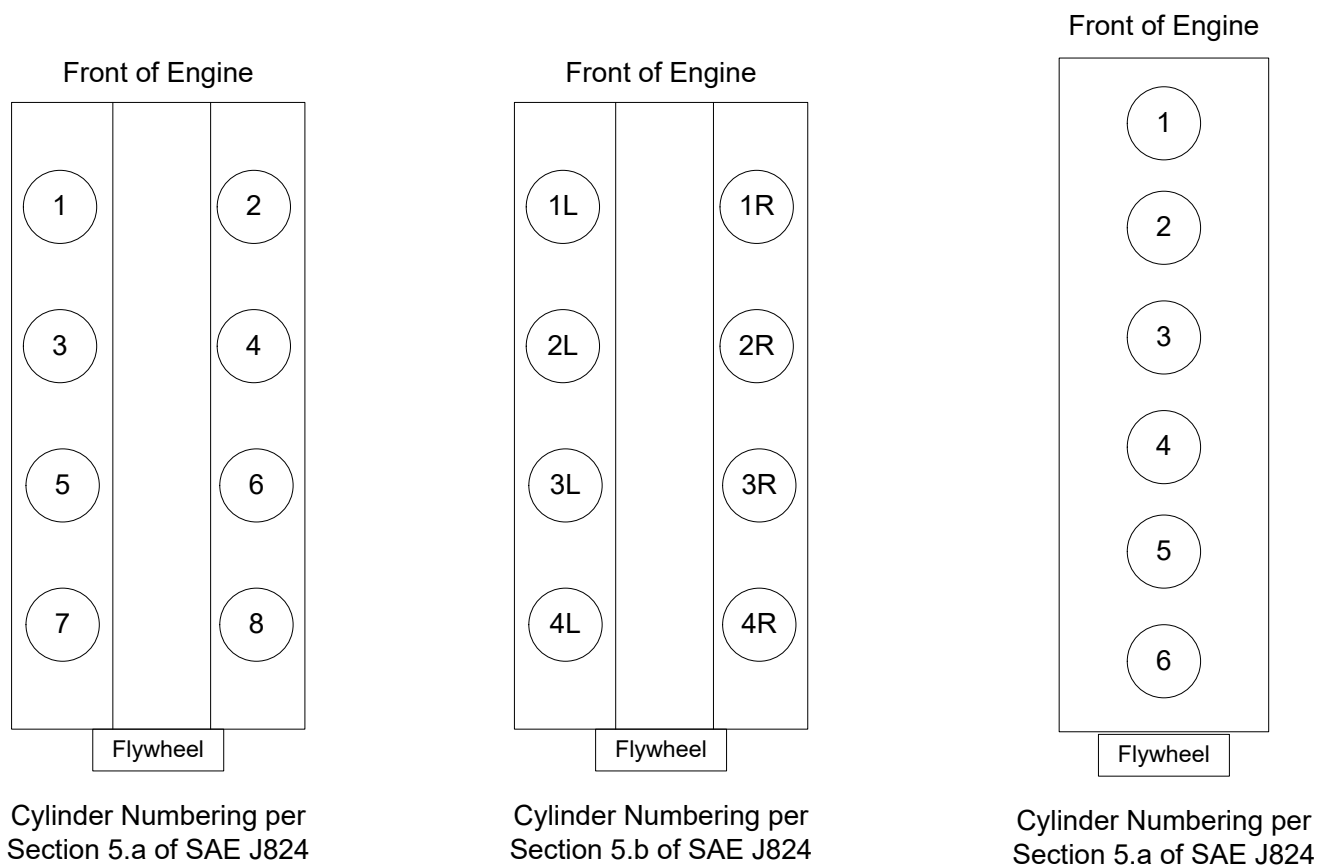 Front of Engine
1 2
3 4
5 6
7 8
Flywheel
Cylinder Numbering per
Section 5.a of SAE J824
Front of Engine
1L 1R
2L 2R
3L 3R
4L 4R
Flywheel
Cylinder Numbering per
Section 5.b of SAE J824
Front of Engine
1
2
3
4
5
6
Flywheel
Cylinder Numbering per
Section 5.a of SAE J824